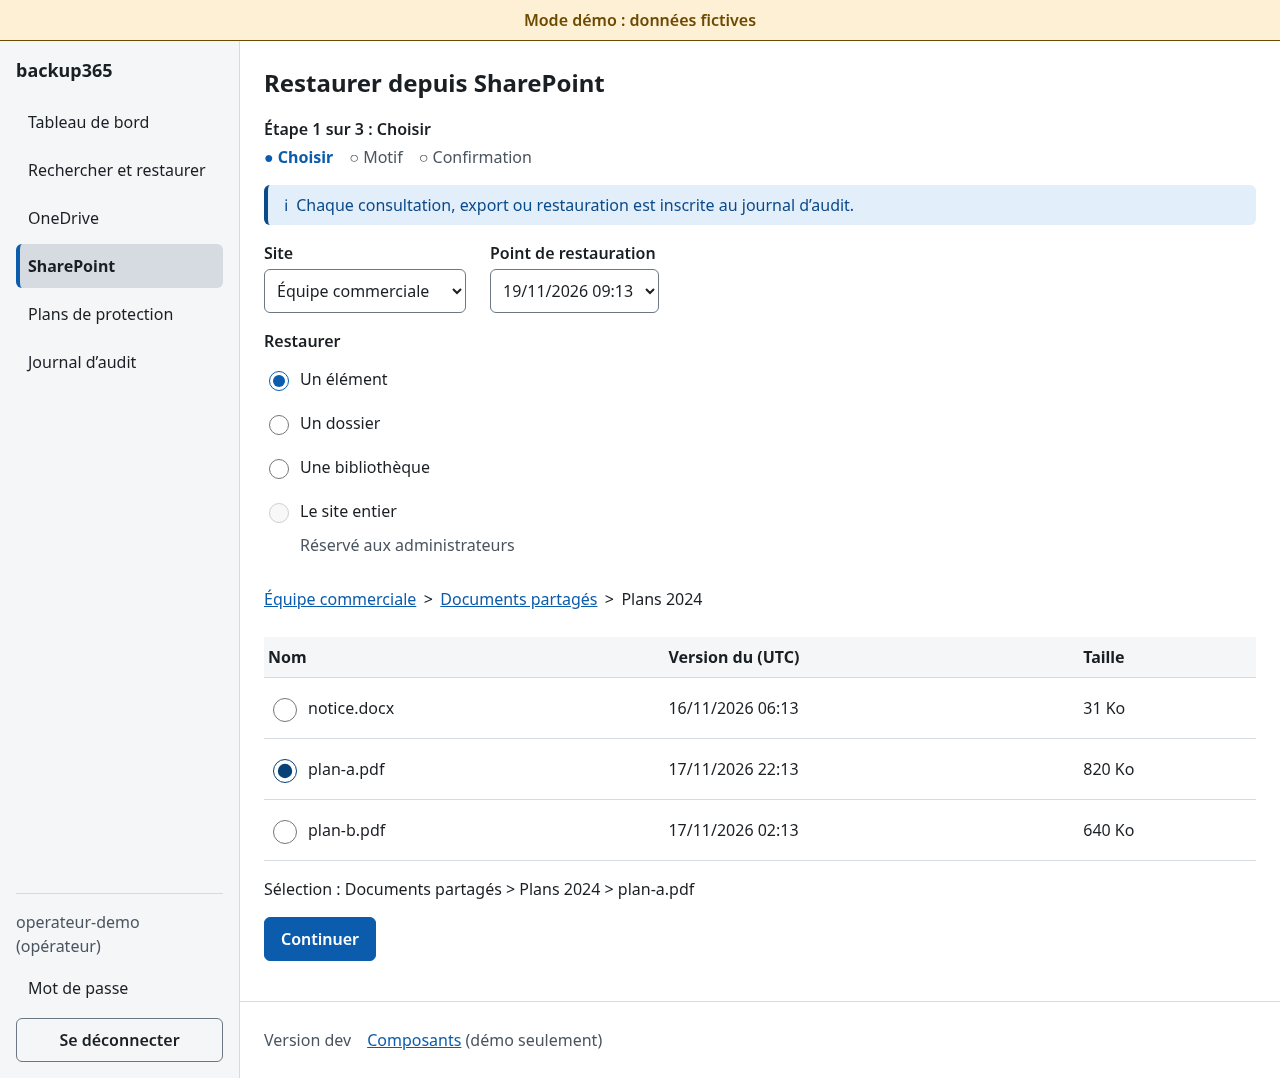 Mode démo : données fictives
backup365
Tableau de bord
Rechercher et restaurer
OneDrive
SharePoint
Plans de protection
Journal d’audit
operateur-demo
(opérateur)
Mot de passe
Se déconnecter
Restaurer depuis SharePoint
Étape 1 sur 3 : Choisir
● Choisir ○ Motif ○ Confirmation
i Chaque consultation, export ou restauration est inscrite au journal d’audit.
Site Point de restauration
Équipe commerciale 19/11/2026 09:13
Restaurer
Un élément
Un dossier
Une bibliothèque
Le site entier
Réservé aux administrateurs
Équipe commerciale > Documents partagés > Plans 2024
Nom Version du (UTC) Taille
notice.docx 16/11/2026 06:13 31 Ko
plan-a.pdf 17/11/2026 22:13 820 Ko
plan-b.pdf 17/11/2026 02:13 640 Ko
Sélection : Documents partagés > Plans 2024 > plan-a.pdf
Continuer
Version dev Composants (démo seulement)